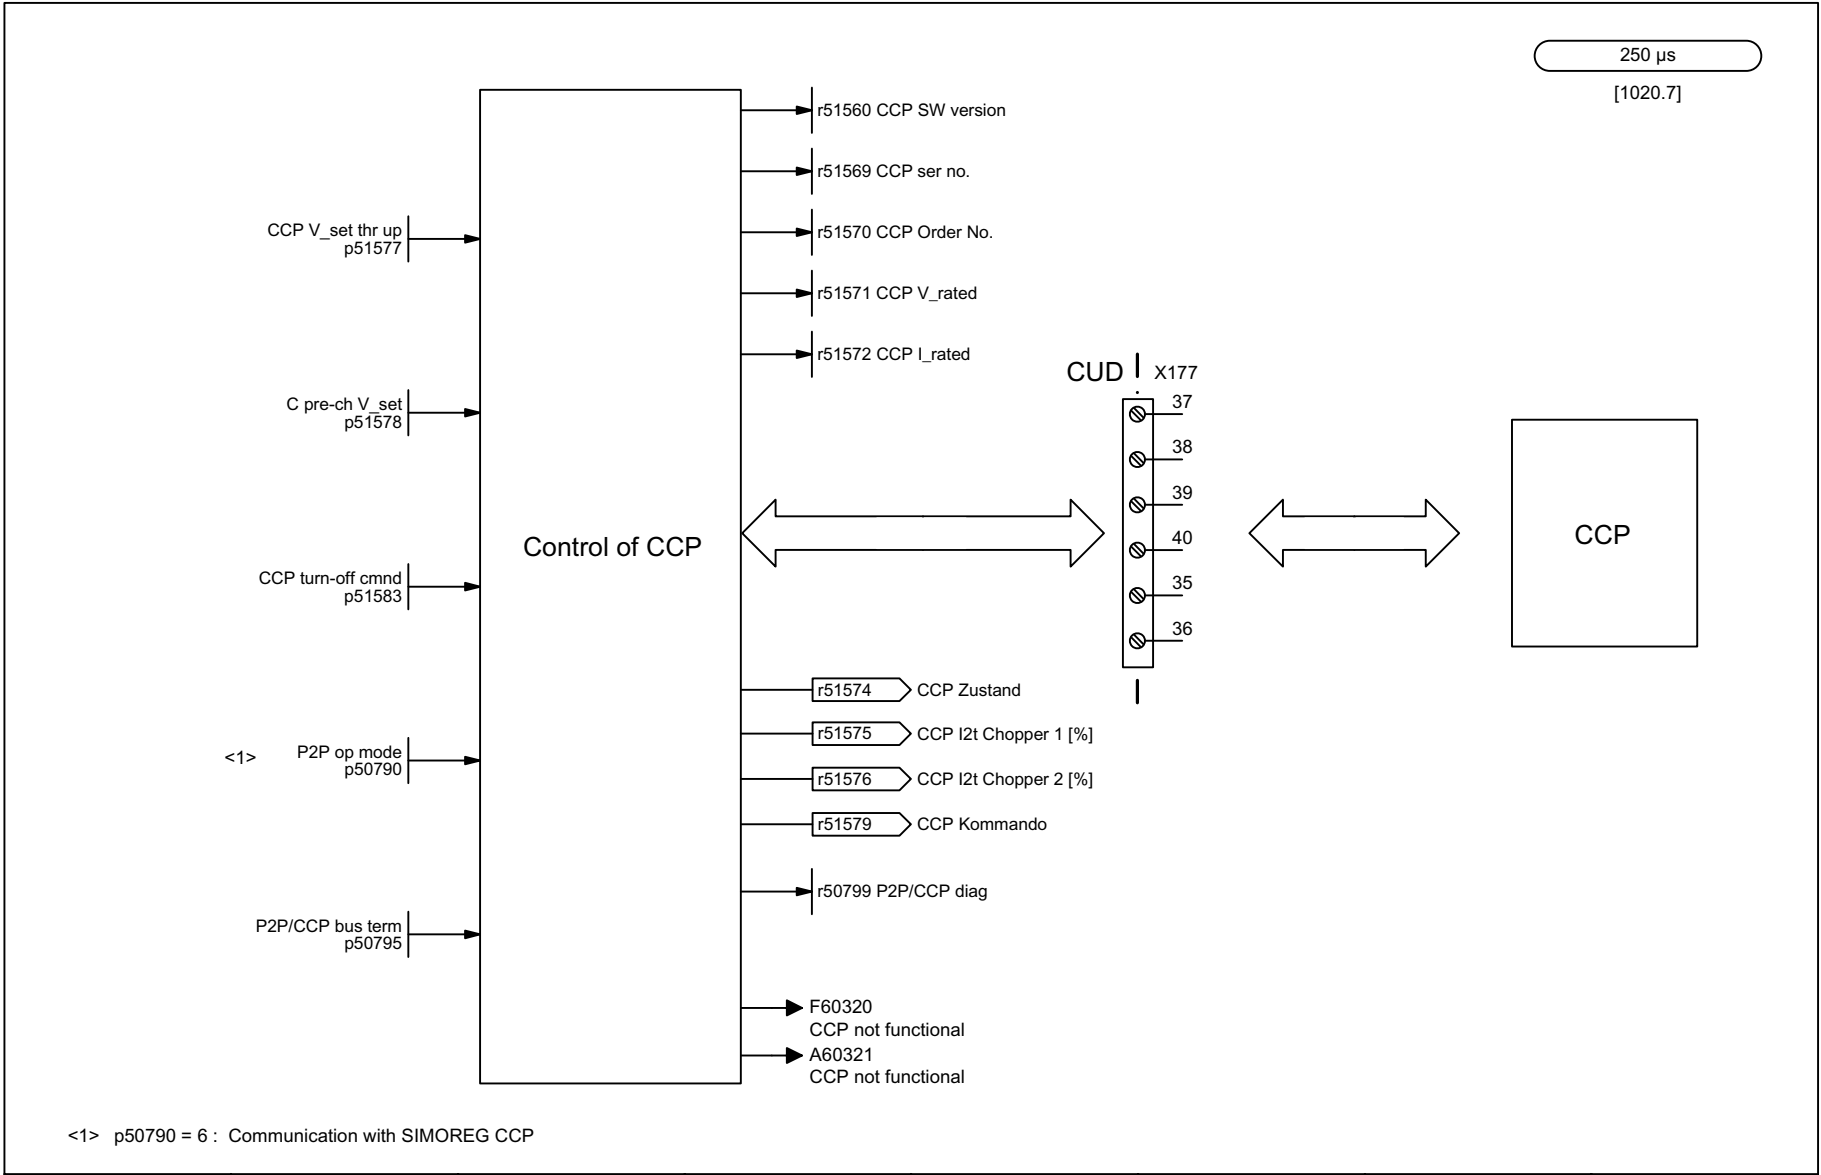 250 µs
[1020.7]
r51560 CCP SW version
r51569 CCP ser no.
r51570 CCP Order No.
r51571 CCP V_rated
r51572 CCP I_rated
CCP V_set thr up
p51577
C pre-ch V_set
p51578
CCP turn-off cmnd
p51583
<1> P2P op mode
p50790
P2P/CCP bus term
p50795
Control of CCP
CUD X177
37
38
39
40
35
36
CCP
r51574 CCP Zustand
r51575 CCP I2t Chopper 1 [%]
r51576 CCP I2t Chopper 2 [%]
r51579 CCP Kommando
r50799 P2P/CCP diag
F60320
CCP not functional
A60321
CCP not functional
<1> p50790 = 6 : Communication with SIMOREG CCP